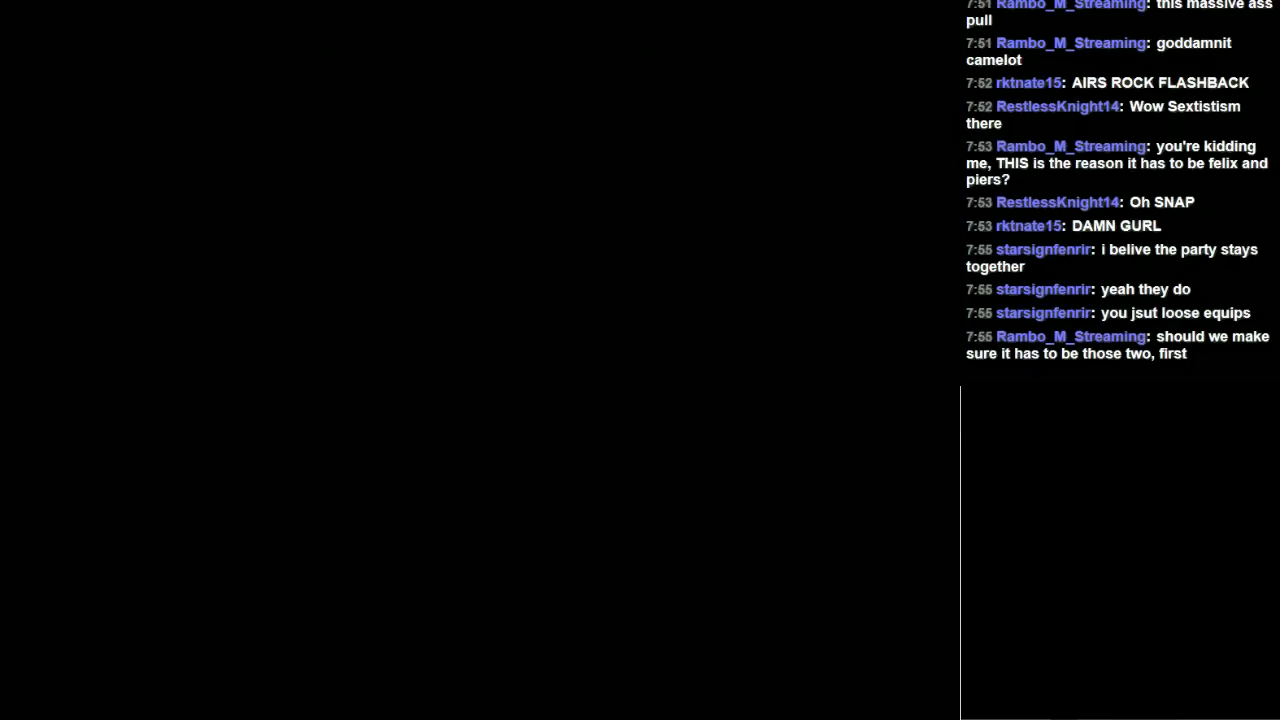 7:51 Rambo_M_Streaming: this massive ass
pull
7:51 Rambo_M_Streaming: goddamnit
camelot
7:52 rktnate15: AIRS ROCK FLASHBACK
7:52 RestlessKnight14: Wow Sextistism
there
7:53 Rambo_M_Streaming: you're kidding
me, THIS is the reason it has to be felix and
piers?
7:53 RestlessKnight14: Oh SNAP
7:53 rktnate15: DAMN GURL
7:55 starsignfenrir: i belive the party stays
together
7:55 starsignfenrir: yeah they do
7:55 starsignfenrir: you jsut loose equips
7:55 Rambo_M_Streaming: should we make
sure it has to be those two, first